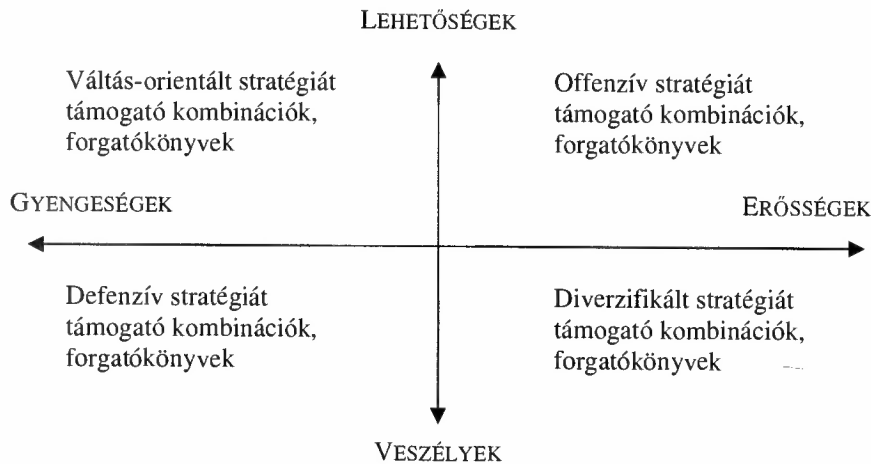 LEHETŐSÉGEK
Váltás-orientált stratégiát
támogató kombinációk,
forgatókönyvek
Offenzív stratégiát
támogató kombinációk,
forgatókönyvek
GYENGESÉGEK
ERŐSSÉGEK
Defenzív stratégiát
támogató kombinációk,
forgatókönyvek
Diverzifikált stratégiát
támogató kombinációk,
forgatókönyvek
VESZÉLYEK